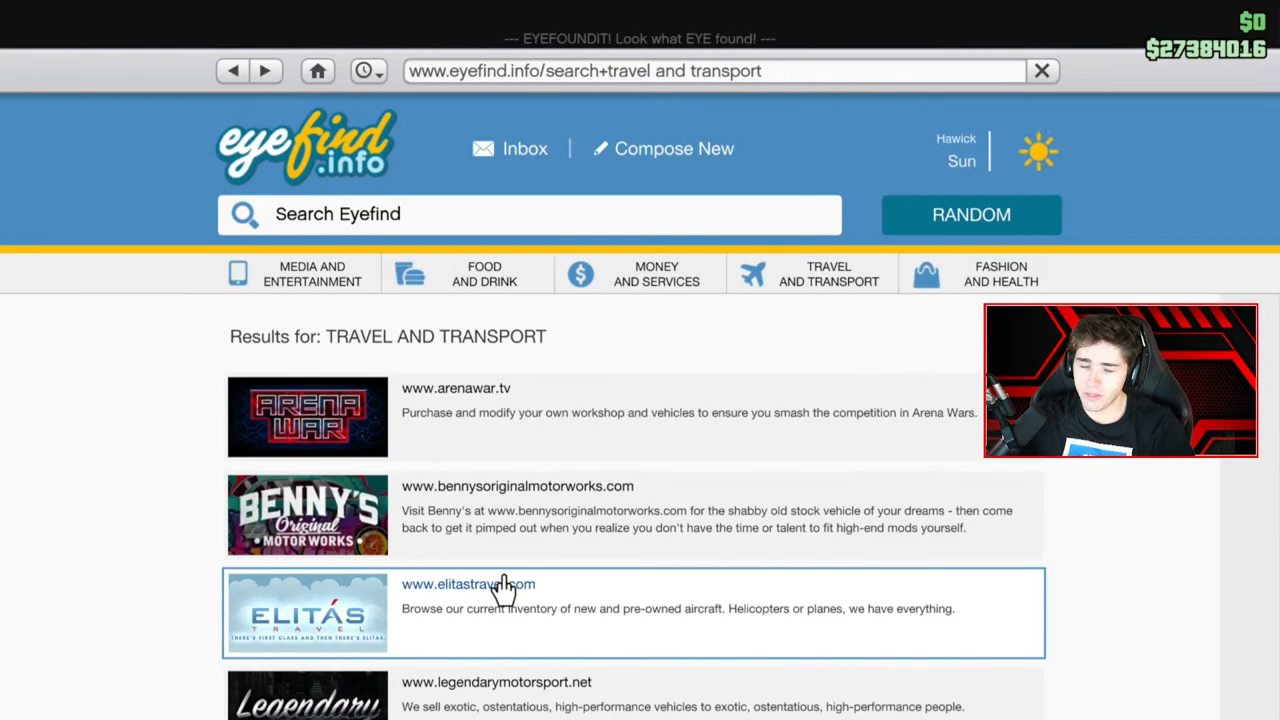 $0
$27384016
--- EYEFOUNDIT! Look what EYE found! ---
www.eyefind.info/search+travel and transport
eyefind.info
Inbox
Compose New
Hawick
Sun
Search Eyefind
RANDOM
MEDIA AND ENTERTAINMENT
FOOD AND DRINK
MONEY AND SERVICES
TRAVEL AND TRANSPORT
FASHION AND HEALTH
Results for: TRAVEL AND TRANSPORT
ARENA WAR
www.arenawar.tv
Purchase and modify your own workshop and vehicles to ensure you smash the competition in Arena Wars.
BENNY'S
Original
MOTOR WORKS
www.bennysoriginalmotorworks.com
Visit Benny's at www.bennysoriginalmotorworks.com for the shabby old stock vehicle of your dreams - then come
back to get it pimped out when you realize you don't have the time or talent to fit high-end mods yourself.
ELITÁS
TRAVEL
THERE'S FIRST CLASS AND THEN THERE'S ELITAS.
www.elitastravel.com
Browse our current inventory of new and pre-owned aircraft. Helicopters or planes, we have everything.
Legendary
www.legendarymotorsport.net
We sell exotic, ostentatious, high-performance vehicles to exotic, ostentatious, high-performance people.